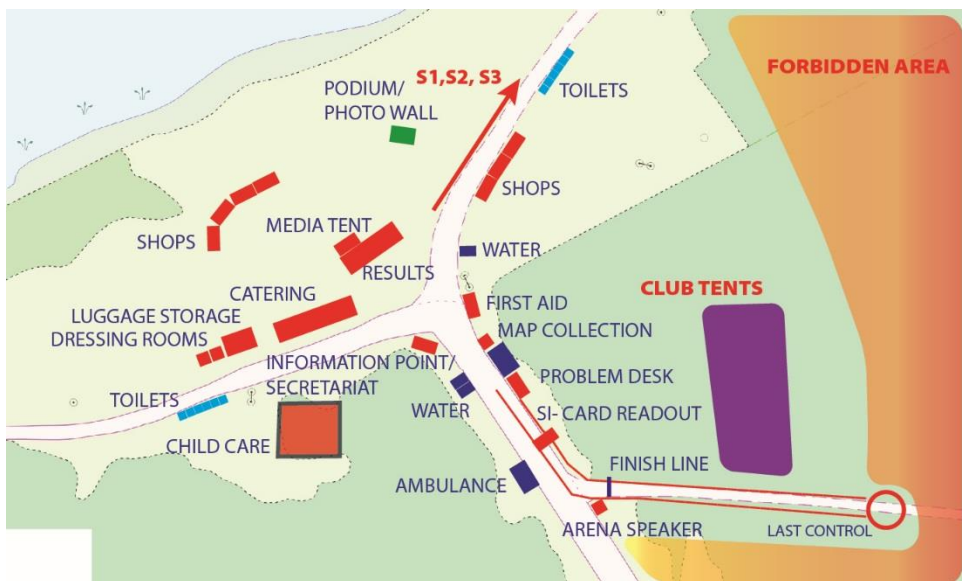 FORBIDDEN AREA
S1,S2, S3
PODIUM/
PHOTO WALL
TOILETS
SHOPS
MEDIA TENT
SHOPS
WATER
RESULTS
CLUB TENTS
CATERING
FIRST AID
LUGGAGE STORAGE
MAP COLLECTION
DRESSING ROOMS
INFORMATION POINT/
SECRETARIAT
PROBLEM DESK
TOILETS
WATER
SI- CARD READOUT
CHILD CARE
FINISH LINE
AMBULANCE
ARENA SPEAKER
LAST CONTROL